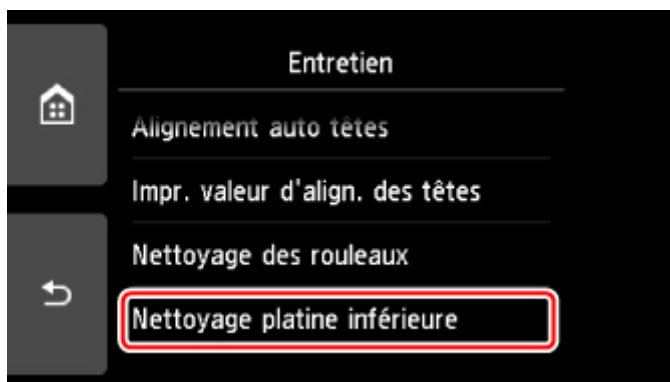 Entretien
Alignement auto têtes
Impr. valeur d'align. des têtes
Nettoyage des rouleaux
Nettoyage platine inférieure